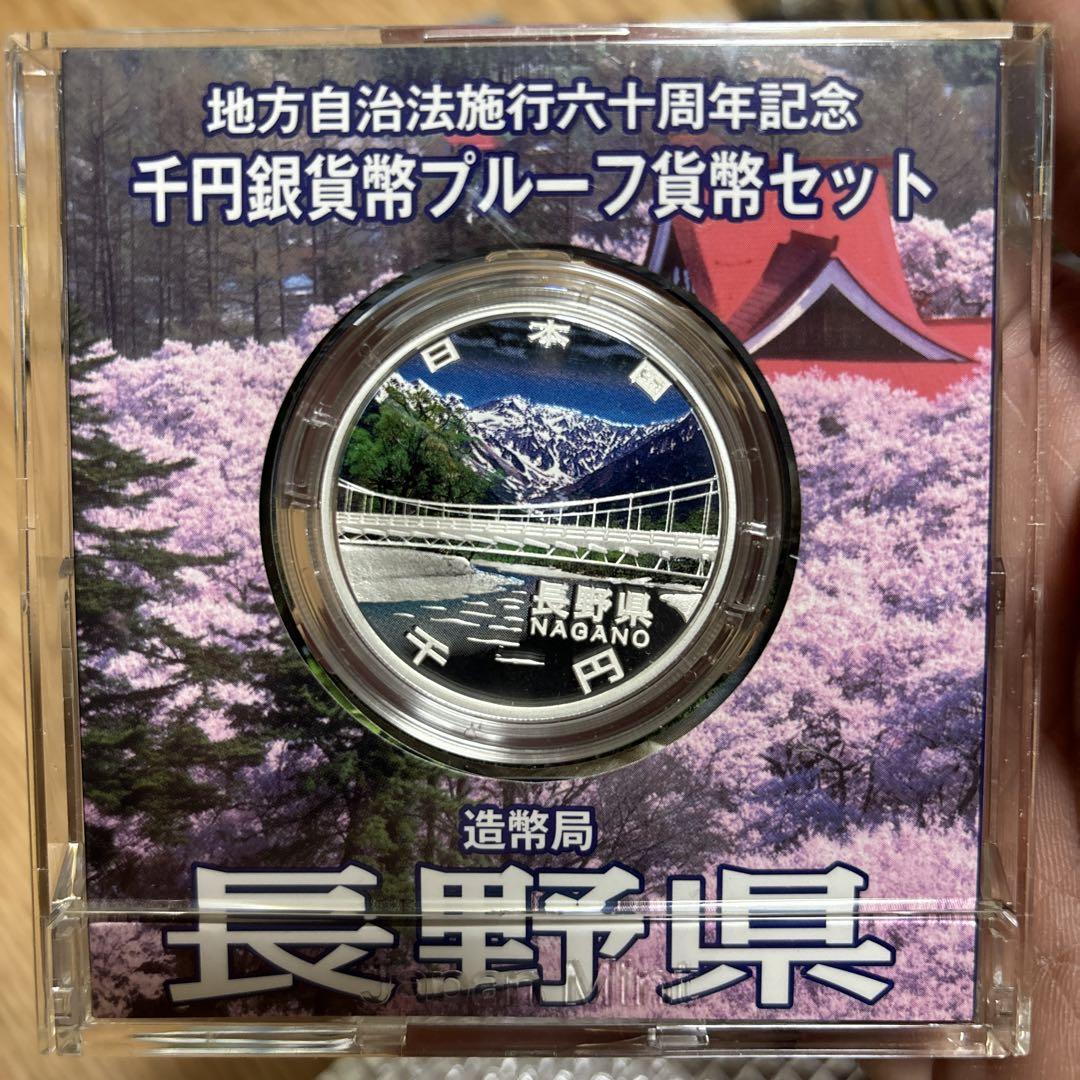 地方自治法施行六十周年記念
千円銀貨幣プルーフ貨幣セット
日本国
長野県
NAGANO
千円
造幣局
長野県
Japan Mint